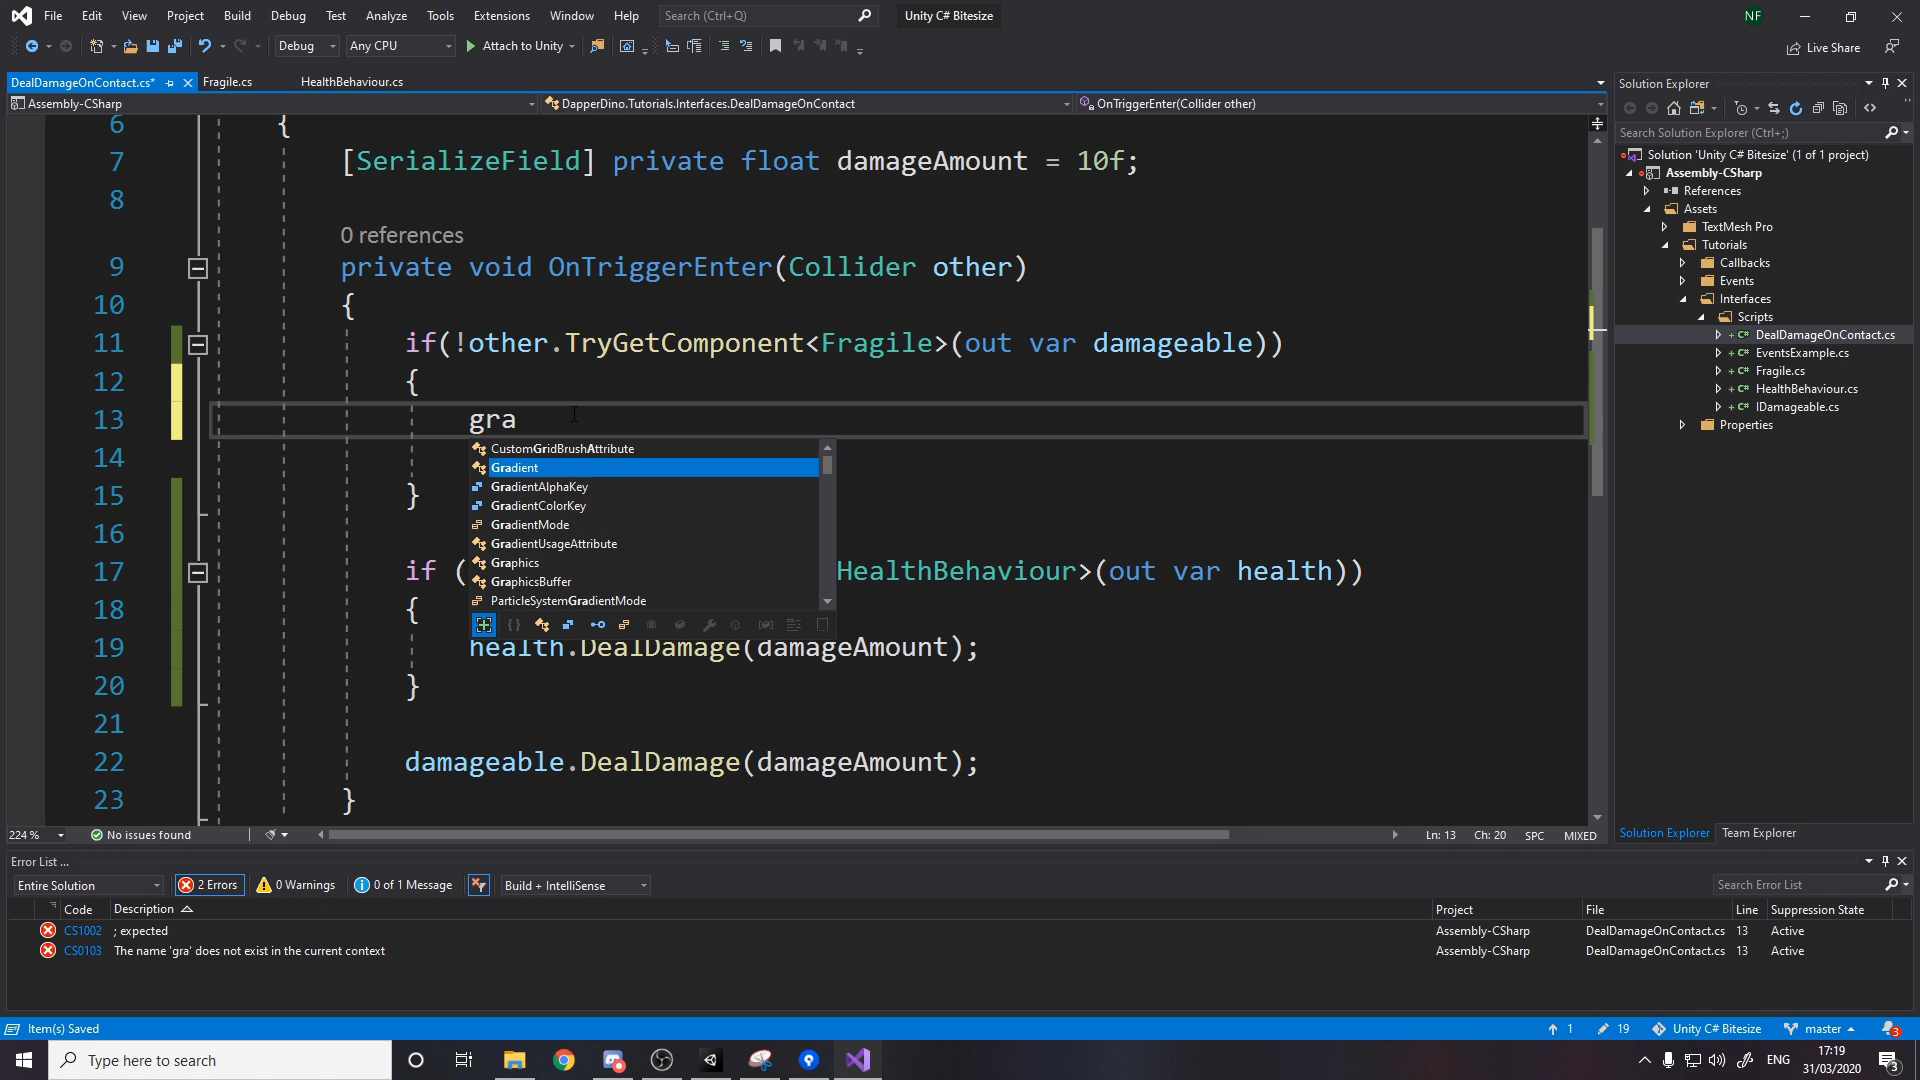 File Edit View Project Build Debug Test Analyze Tools Extensions Window Help Search (Ctrl+Q) Unity C# Bitesize NF
Debug Any CPU Attach to Unity Live Share
DealDamageOnContact.cs* Fragile.cs HealthBehaviour.cs
Assembly-CSharp DapperDino.Tutorials.Interfaces.DealDamageOnContact OnTriggerEnter(Collider other)
6 {
7 [SerializeField] private float damageAmount = 10f;
8
0 references
9 private void OnTriggerEnter(Collider other)
10 {
11 if(!other.TryGetComponent<Fragile>(out var damageable))
12 {
13 gra
CustomGridBrushAttribute
Gradient
14 GradientAlphaKey
15 } GradientColorKey
GradientMode
16 GradientUsageAttribute
Graphics
17 if ( HealthBehaviour>(out var health))
GraphicsBuffer
18 { ParticleSystemGradientMode
19 health.DealDamage(damageAmount);
20 }
21
22 damageable.DealDamage(damageAmount);
23 }
224 % No issues found Ln: 13 Ch: 20 SPC MIXED
Solution Explorer
Search Solution Explorer (Ctrl+;)
Solution 'Unity C# Bitesize' (1 of 1 project)
Assembly-CSharp
References
Assets
TextMesh Pro
Tutorials
Callbacks
Events
Interfaces
Scripts
C# DealDamageOnContact.cs
C# EventsExample.cs
C# Fragile.cs
C# HealthBehaviour.cs
C# IDamageable.cs
Properties
Solution Explorer Team Explorer
Error List ...
Entire Solution 2 Errors 0 Warnings 0 of 1 Message Build + IntelliSense Search Error List
Code Description Project File Line Suppression State
CS1002 ; expected Assembly-CSharp DealDamageOnContact.cs 13 Active
CS0103 The name 'gra' does not exist in the current context Assembly-CSharp DealDamageOnContact.cs 13 Active
Item(s) Saved 1 19 Unity C# Bitesize master 3
Type here to search ENG 17:19
31/03/2020 3